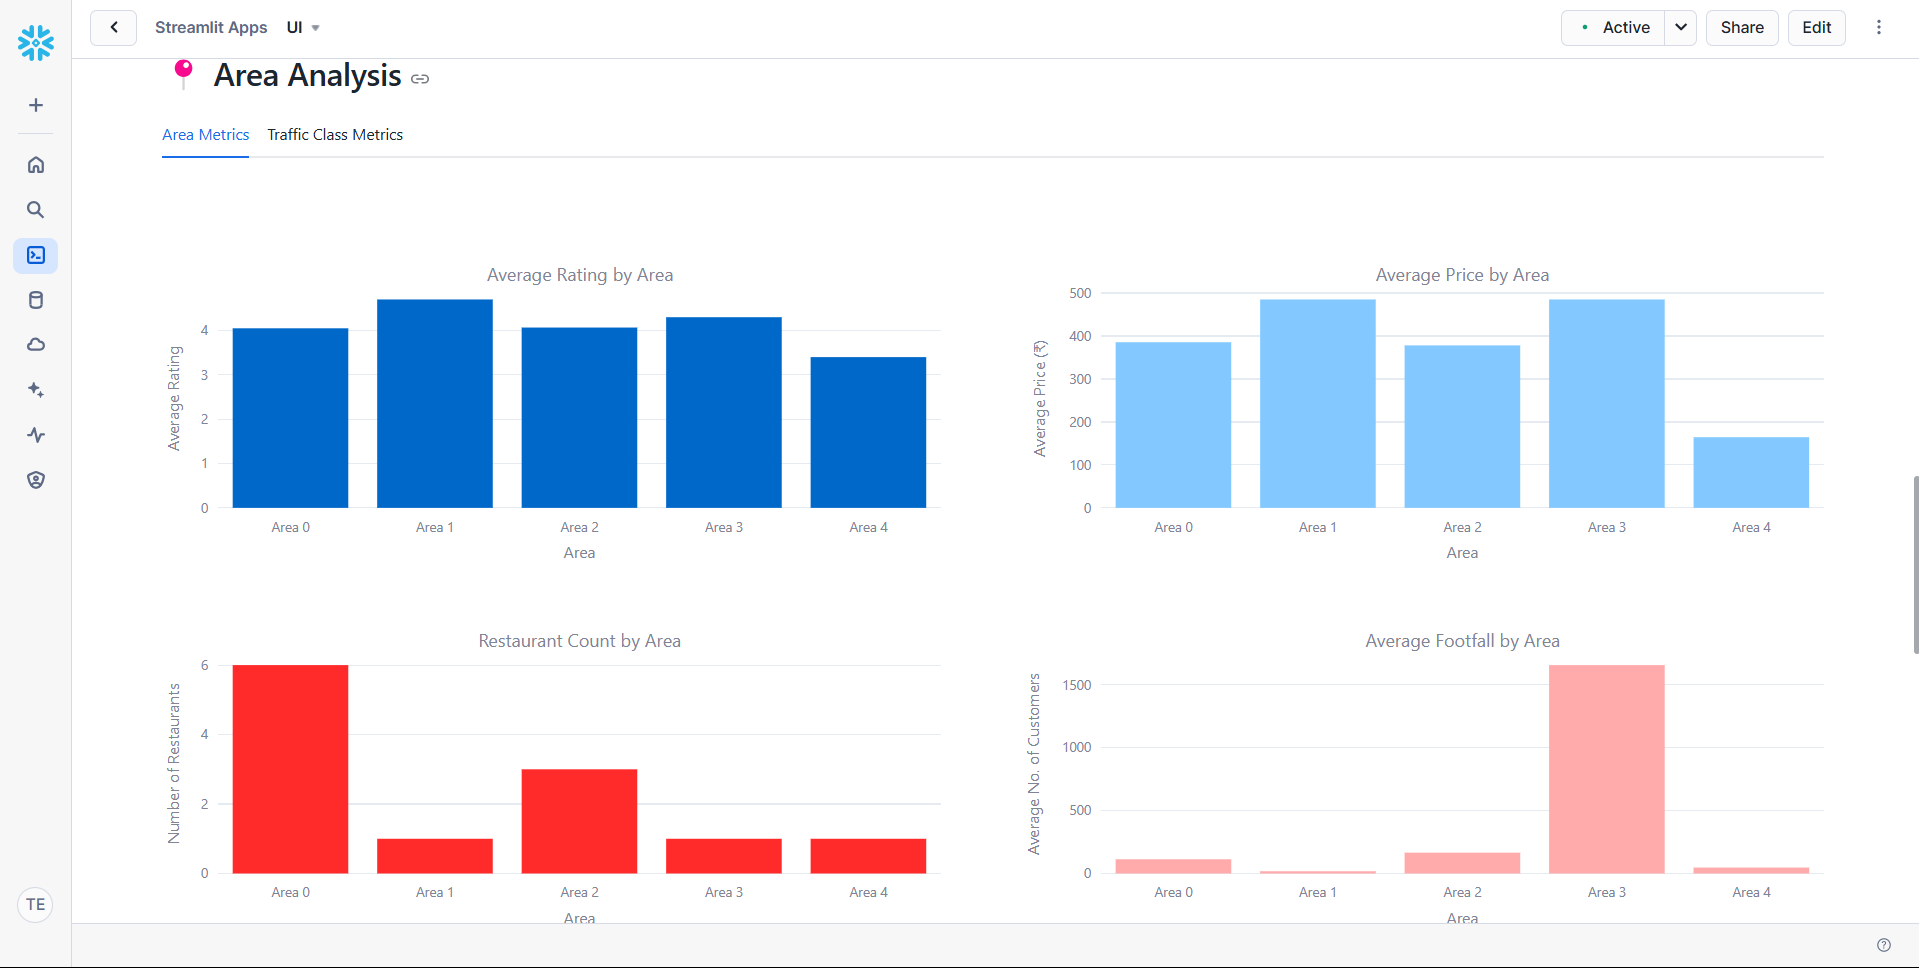 Streamlit Apps UI
Active Share Edit
Area Analysis
Area Metrics Traffic Class Metrics
Average Rating by Area
Average Rating
4
3
2
1
0
Area 0 Area 1 Area 2 Area 3 Area 4
Area
Average Price by Area
Average Price (₹)
500
400
300
200
100
0
Area 0 Area 1 Area 2 Area 3 Area 4
Area
Restaurant Count by Area
Number of Restaurants
6
4
2
0
Area 0 Area 1 Area 2 Area 3 Area 4
Area
Average Footfall by Area
Average No. of Customers
1500
1000
500
0
Area 0 Area 1 Area 2 Area 3 Area 4
Area
TE